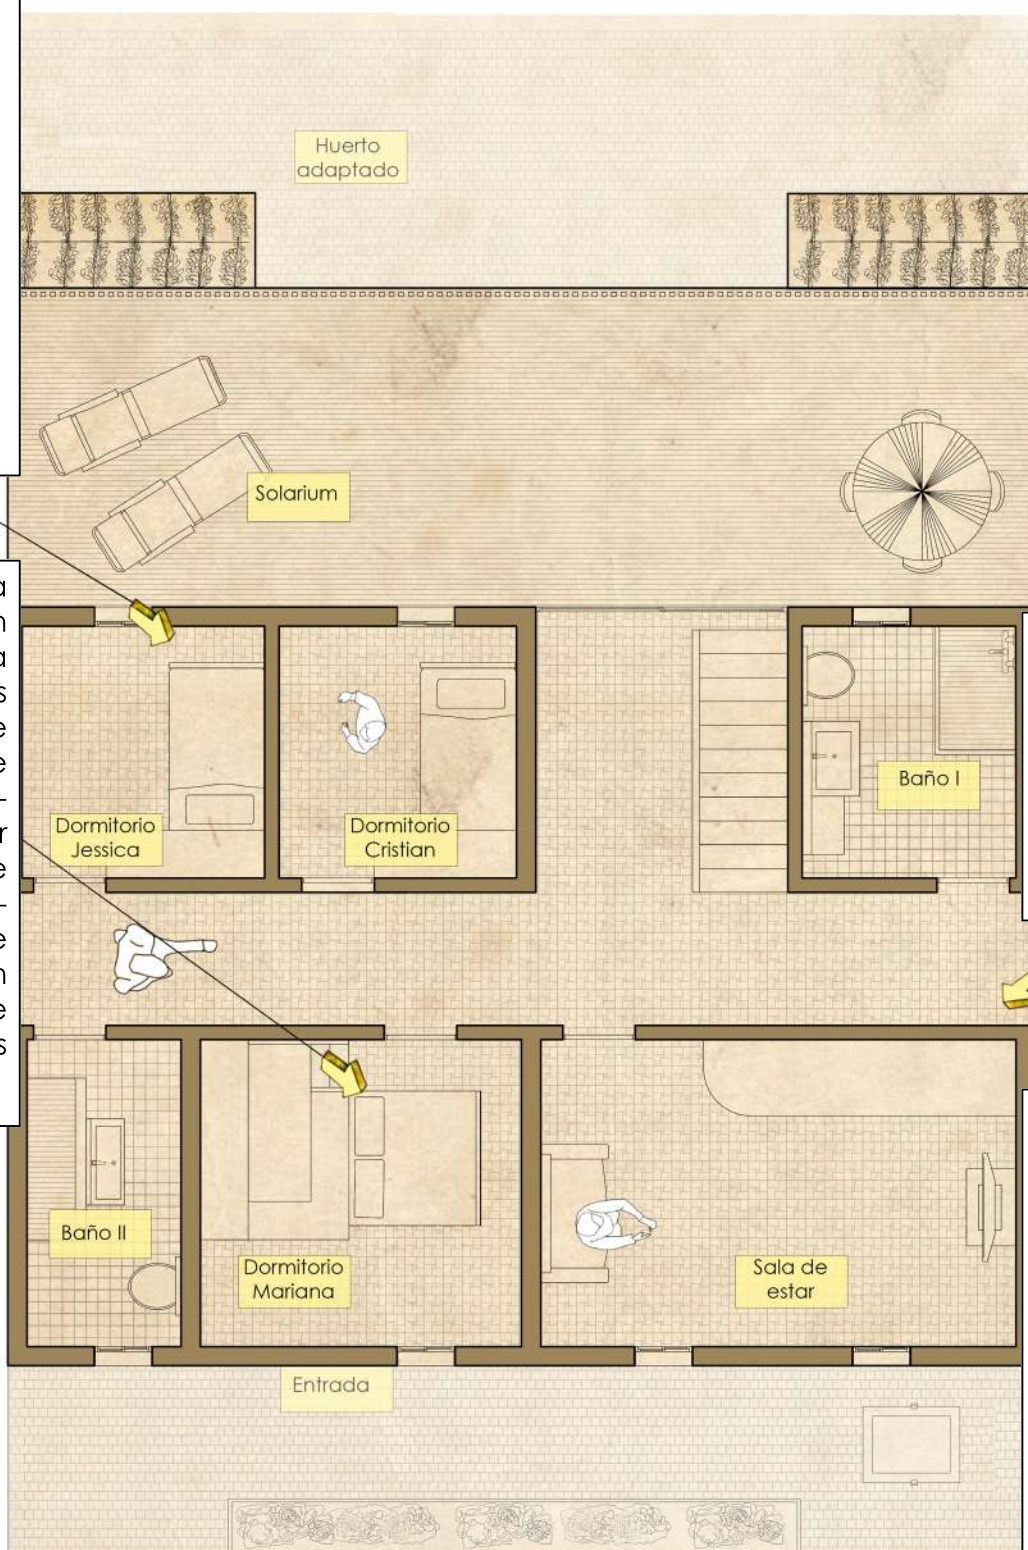 Huerto
adaptado
Solarium
a
n
a
s
e
e
-
r
e
-
e
n
e
s
Dormitorio
Jessica
Dormitorio
Cristian
Baño I
Baño II
Dormitorio
Mariana
Sala de
estar
Entrada